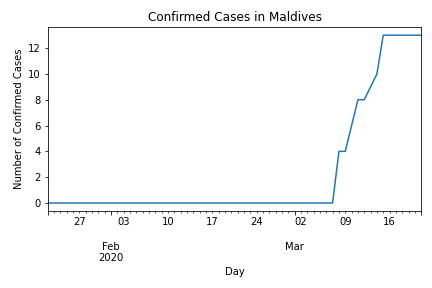 Confirmed Cases in Maldives
Number of Confirmed Cases
12
10
8
6
4
2
0
27 03 10 17 24 02 09 16
Feb Mar
2020
Day